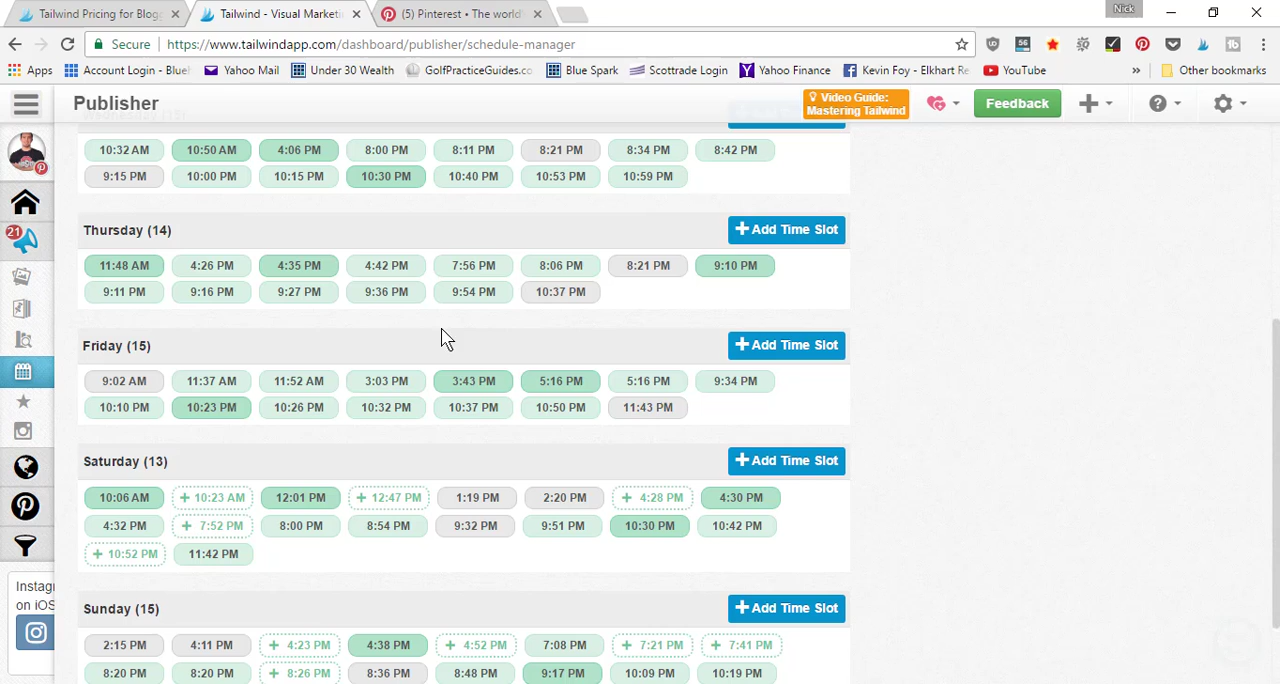 Tailwind Pricing for Blogg
Tailwind - Visual Marketi
(5) Pinterest • The world'
Nick
Secure
https://www.tailwindapp.com/dashboard/publisher/schedule-manager
56
Apps
Account Login - Blueh
Yahoo Mail
Under 30 Wealth
GolfPracticeGuides.co
Blue Spark
Scottrade Login
Yahoo Finance
Kevin Foy - Elkhart Re
YouTube
»
Other bookmarks
Publisher
Video Guide:
Mastering Tailwind
Feedback
10:32 AM 10:50 AM 4:06 PM 8:00 PM 8:11 PM 8:21 PM 8:34 PM 8:42 PM
9:15 PM 10:00 PM 10:15 PM 10:30 PM 10:40 PM 10:53 PM 10:59 PM
21
Thursday (14)
+ Add Time Slot
11:48 AM 4:26 PM 4:35 PM 4:42 PM 7:56 PM 8:06 PM 8:21 PM 9:10 PM
9:11 PM 9:16 PM 9:27 PM 9:36 PM 9:54 PM 10:37 PM
Friday (15)
+ Add Time Slot
9:02 AM 11:37 AM 11:52 AM 3:03 PM 3:43 PM 5:16 PM 5:16 PM 9:34 PM
10:10 PM 10:23 PM 10:26 PM 10:32 PM 10:37 PM 10:50 PM 11:43 PM
Saturday (13)
+ Add Time Slot
10:06 AM + 10:23 AM 12:01 PM + 12:47 PM 1:19 PM 2:20 PM + 4:28 PM 4:30 PM
4:32 PM + 7:52 PM 8:00 PM 8:54 PM 9:32 PM 9:51 PM 10:30 PM 10:42 PM
+ 10:52 PM 11:42 PM
Instag
on iOS
Sunday (15)
+ Add Time Slot
2:15 PM 4:11 PM + 4:23 PM 4:38 PM + 4:52 PM 7:08 PM + 7:21 PM + 7:41 PM
8:20 PM 8:20 PM + 8:26 PM 8:36 PM 8:48 PM 9:17 PM 10:09 PM 10:19 PM